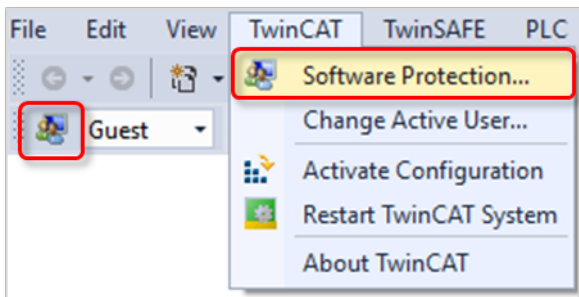 File Edit View TwinCAT TwinSAFE PLC
Software Protection...
Guest
Change Active User...
Activate Configuration
Restart TwinCAT System
About TwinCAT